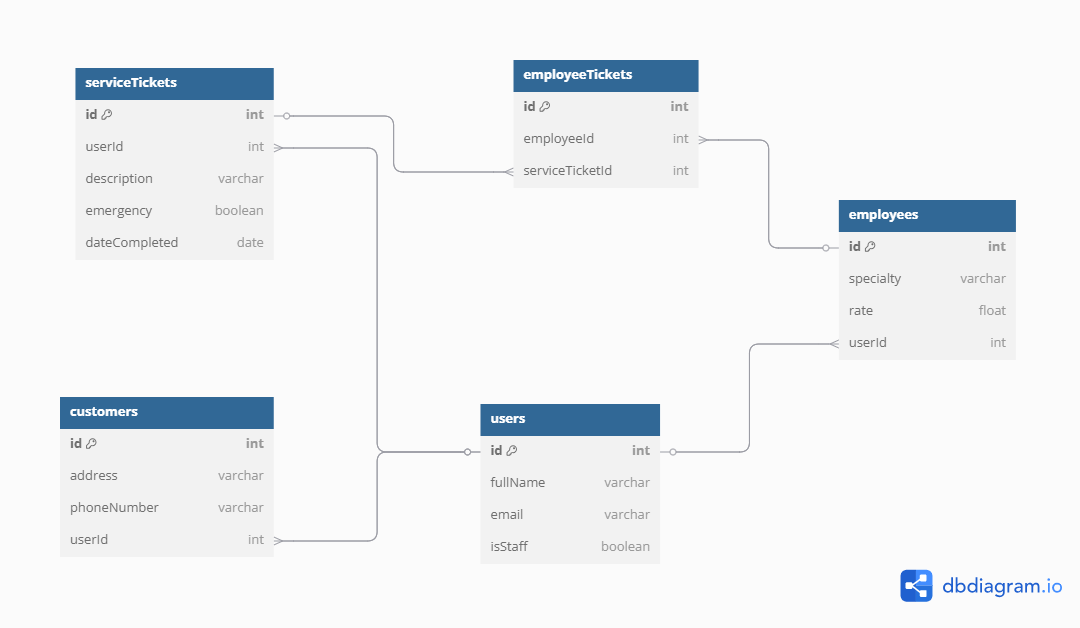 serviceTickets
id int
userId int
description varchar
emergency boolean
dateCompleted date
employeeTickets
id int
employeeId int
serviceTicketId int
employees
id int
specialty varchar
rate float
userId int
customers
id int
address varchar
phoneNumber varchar
userId int
users
id int
fullName varchar
email varchar
isStaff boolean
dbdiagram.io